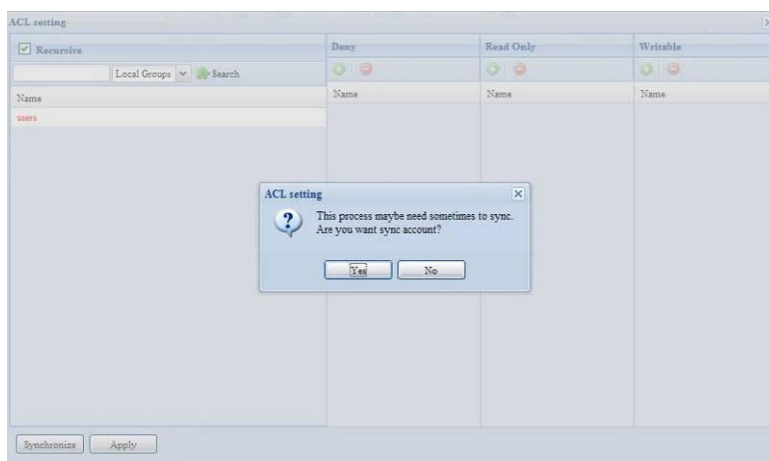 ACL setting
Recursive
Deny
Read Only
Writable
Local Groups
Search
Name
Name
Name
Name
users
ACL setting
This process maybe need sometimes to sync.
Are you want sync account?
Yes
No
Synchronize
Apply